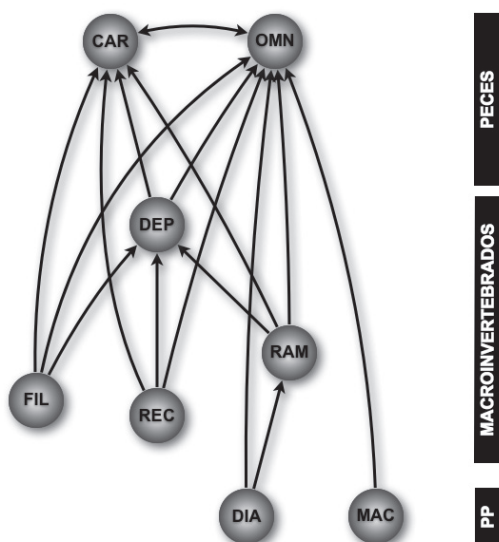 CAR
OMN
PECES
DEP
MACROINVERTEBRADOS
RAM
FIL
REC
DIA
MAC
PP